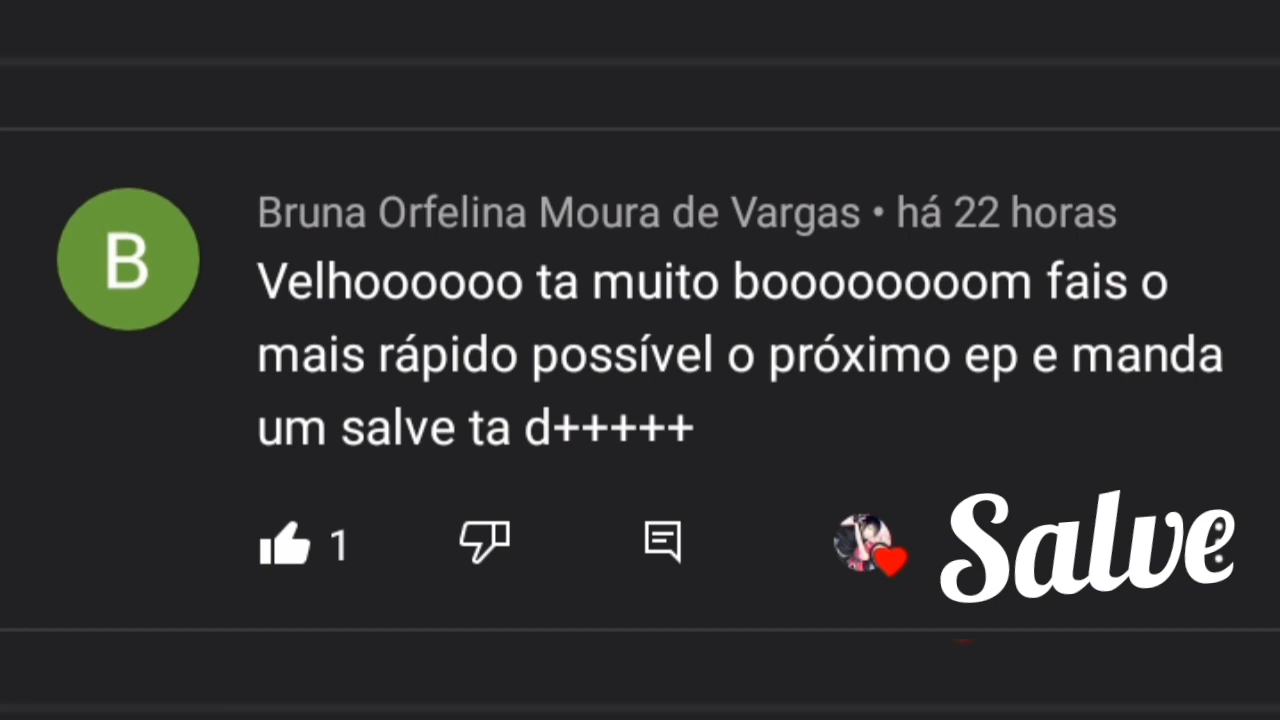 B
Bruna Orfelina Moura de Vargas • há 22 horas
Velhoooooo ta muito boooooooom fais o
mais rápido possível o próximo ep e manda
um salve ta d+++++
1
Salve